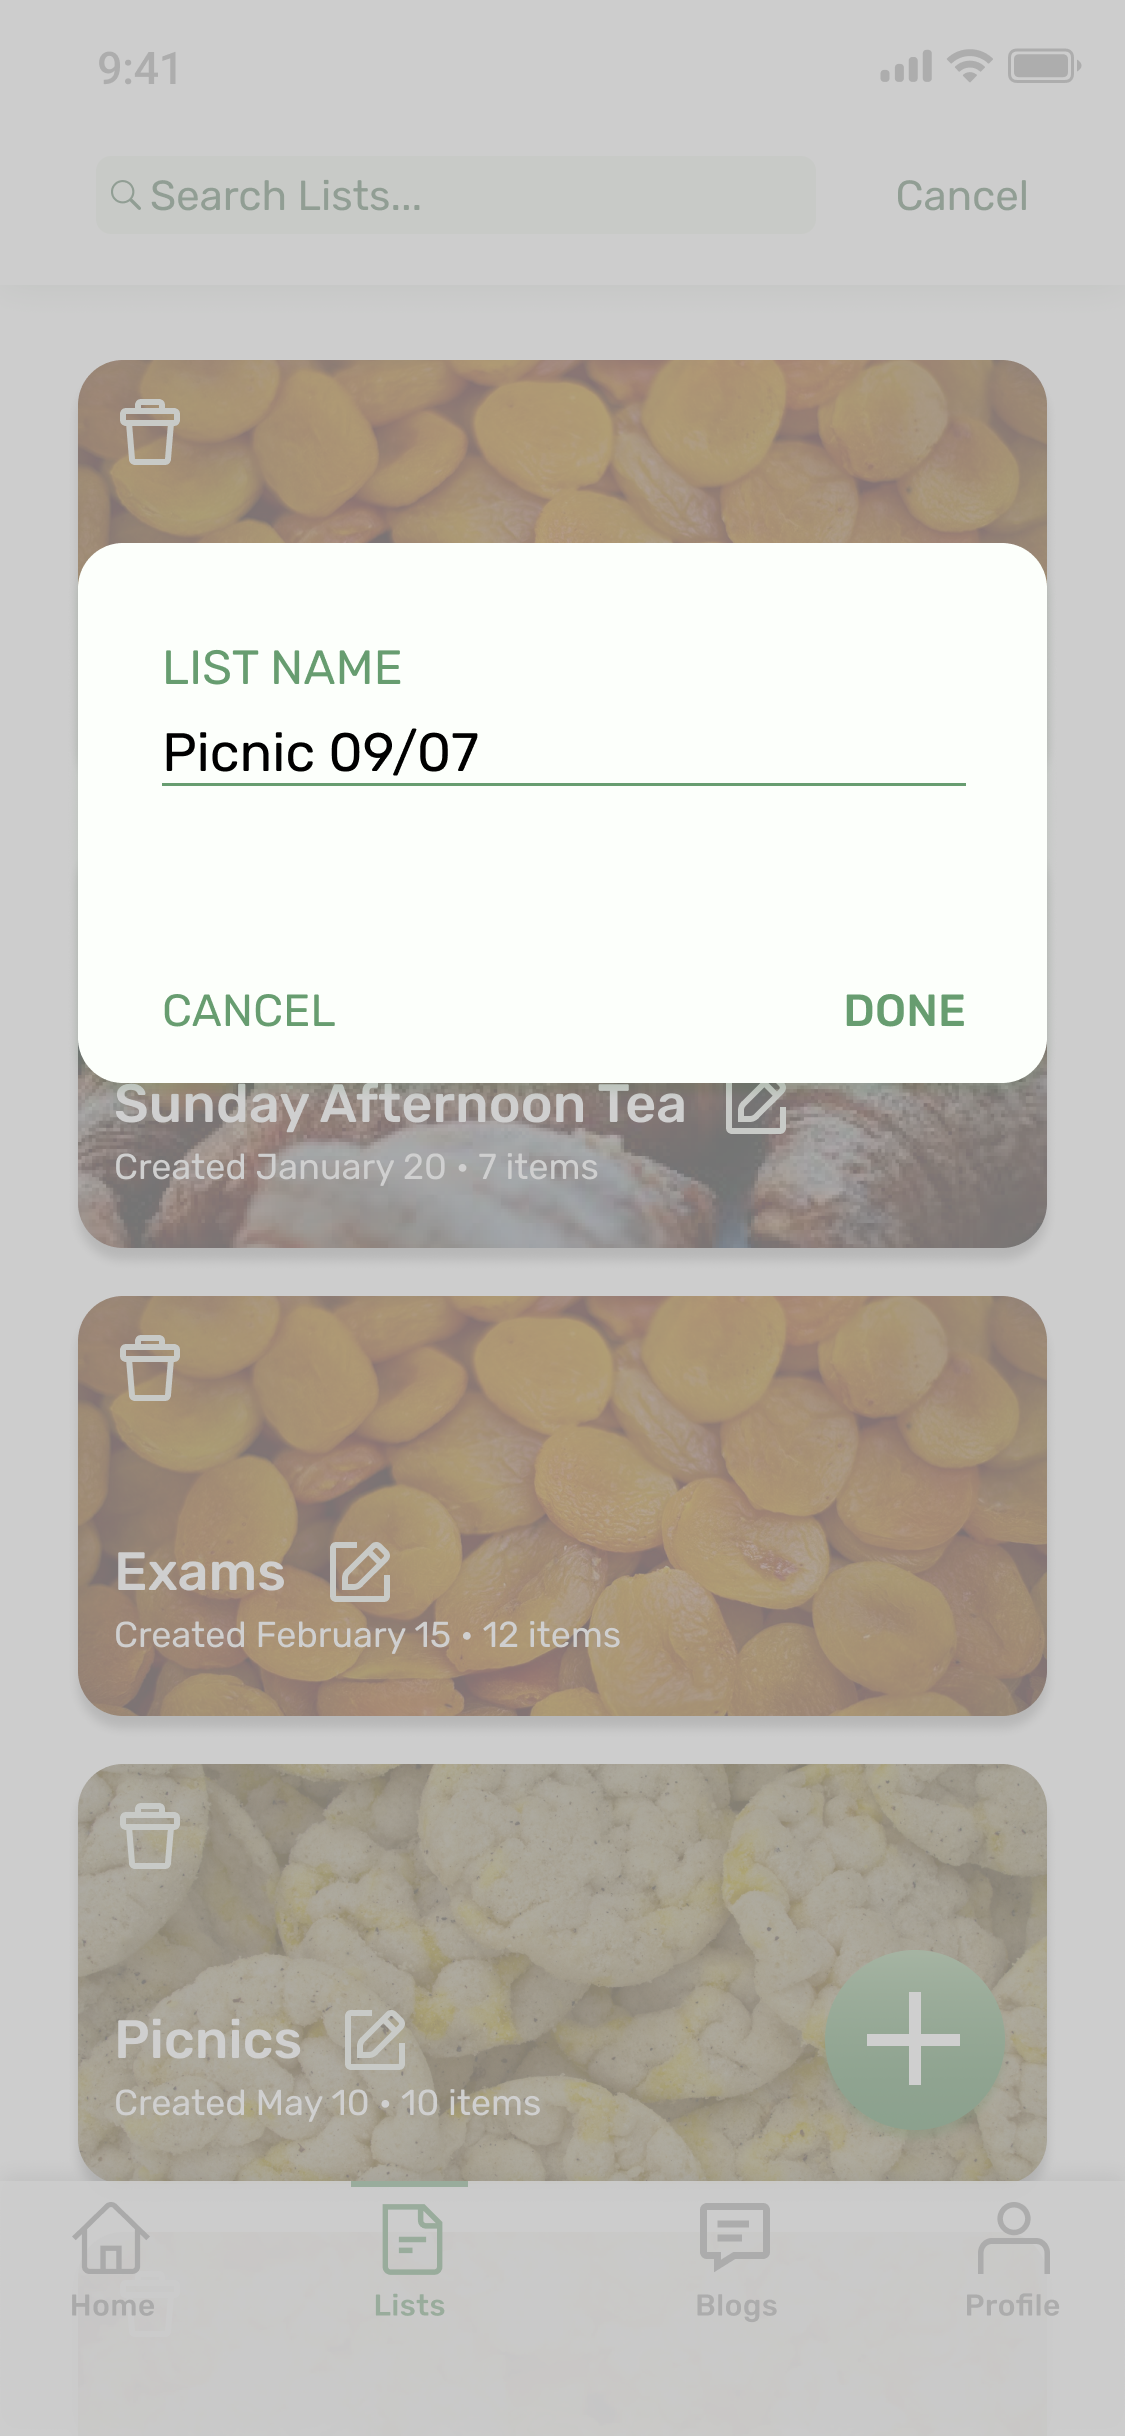 9:41
Search Lists...
Cancel
LIST NAME
Picnic 09/07
CANCEL
DONE
Sunday Afternoon Tea
Created January 20 • 7 items
Exams
Created February 15 • 12 items
Picnics
Created May 10 • 10 items
Home
Lists
Blogs
Profile